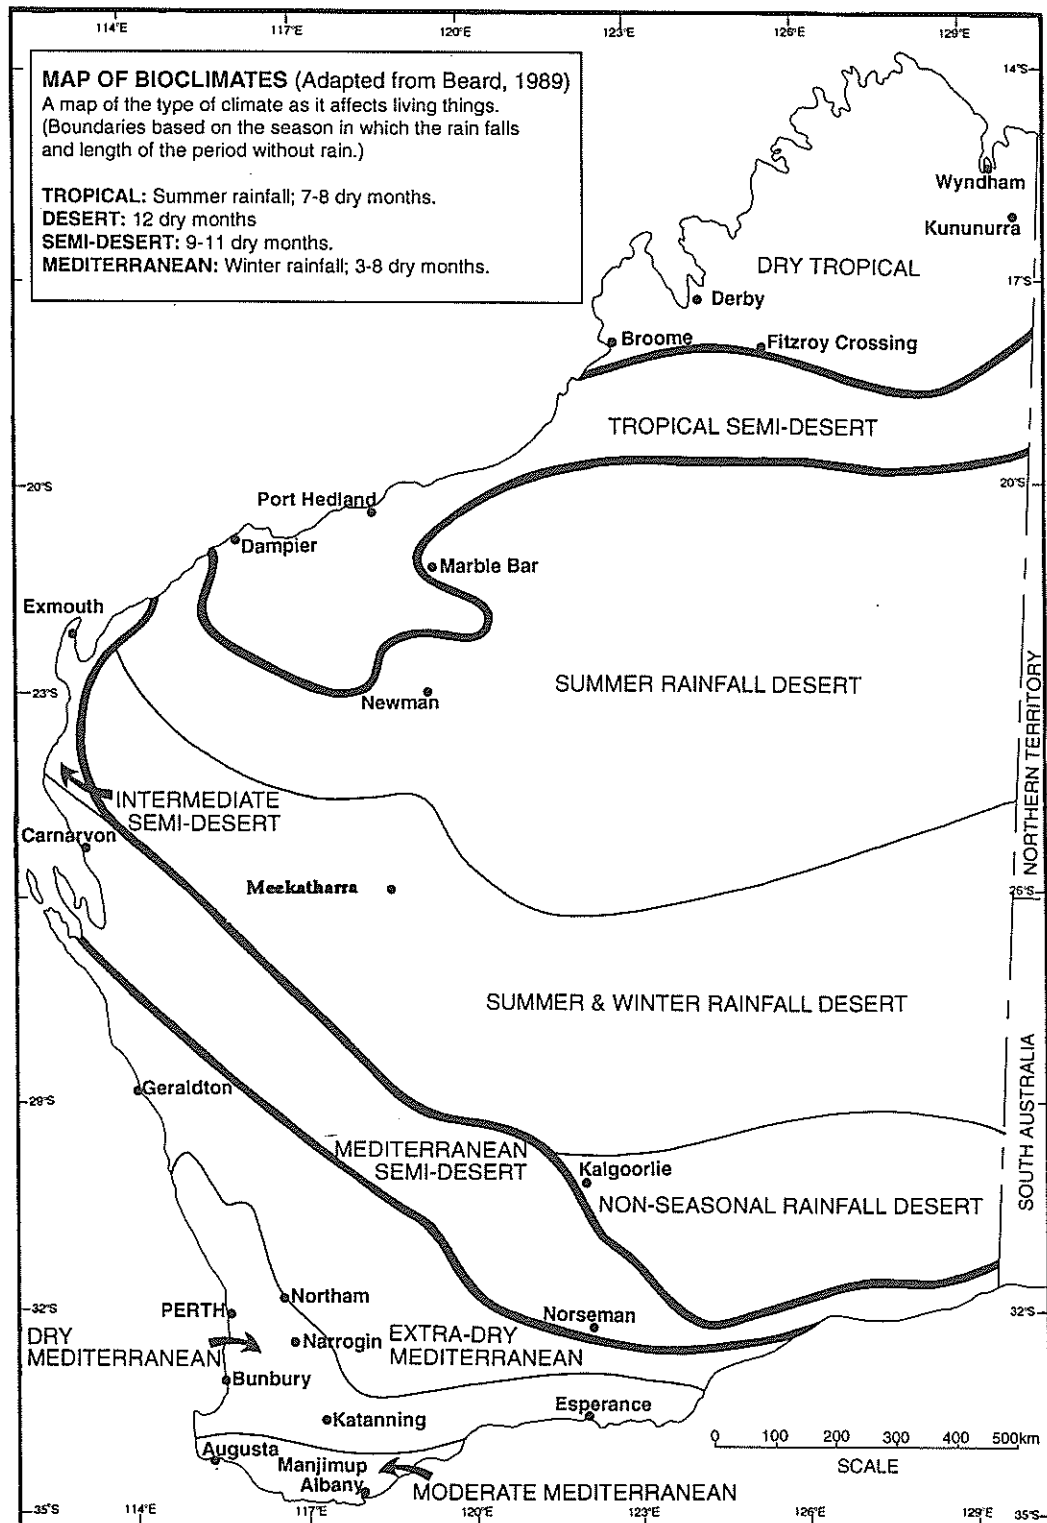 114°E 117°E 120°E 123°E 126°E 129°E
MAP OF BIOCLIMATES (Adapted from Beard, 1989)
A map of the type of climate as it affects living things.
(Boundaries based on the season in which the rain falls
and length of the period without rain.)
TROPICAL: Summer rainfall; 7-8 dry months.
DESERT: 12 dry months
SEMI-DESERT: 9-11 dry months.
MEDITERRANEAN: Winter rainfall; 3-8 dry months.
14°S
Wyndham
Kununurra
DRY TROPICAL
17°S
Derby
Broome
Fitzroy Crossing
TROPICAL SEMI-DESERT
20°S
20°S
Port Hedland
Dampier
Marble Bar
Exmouth
SUMMER RAINFALL DESERT
23°S
Newman
NORTHERN TERRITORY
INTERMEDIATE
SEMI-DESERT
Carnarvon
Meekatharra
26°S
SUMMER & WINTER RAINFALL DESERT
29°S
Geraldton
SOUTH AUSTRALIA
MEDITERRANEAN
SEMI-DESERT
Kalgoorlie
NON-SEASONAL RAINFALL DESERT
32°S
32°S
Northam
PERTH
Norseman
DRY
MEDITERRANEAN
Narrogin
EXTRA-DRY
MEDITERRANEAN
Bunbury
Esperance
Katanning
0 100 200 300 400 500km
SCALE
Augusta
Manjimup
Albany
MODERATE MEDITERRANEAN
35°S 114°E 117°E 120°E 123°E 126°E 129°E 35°S